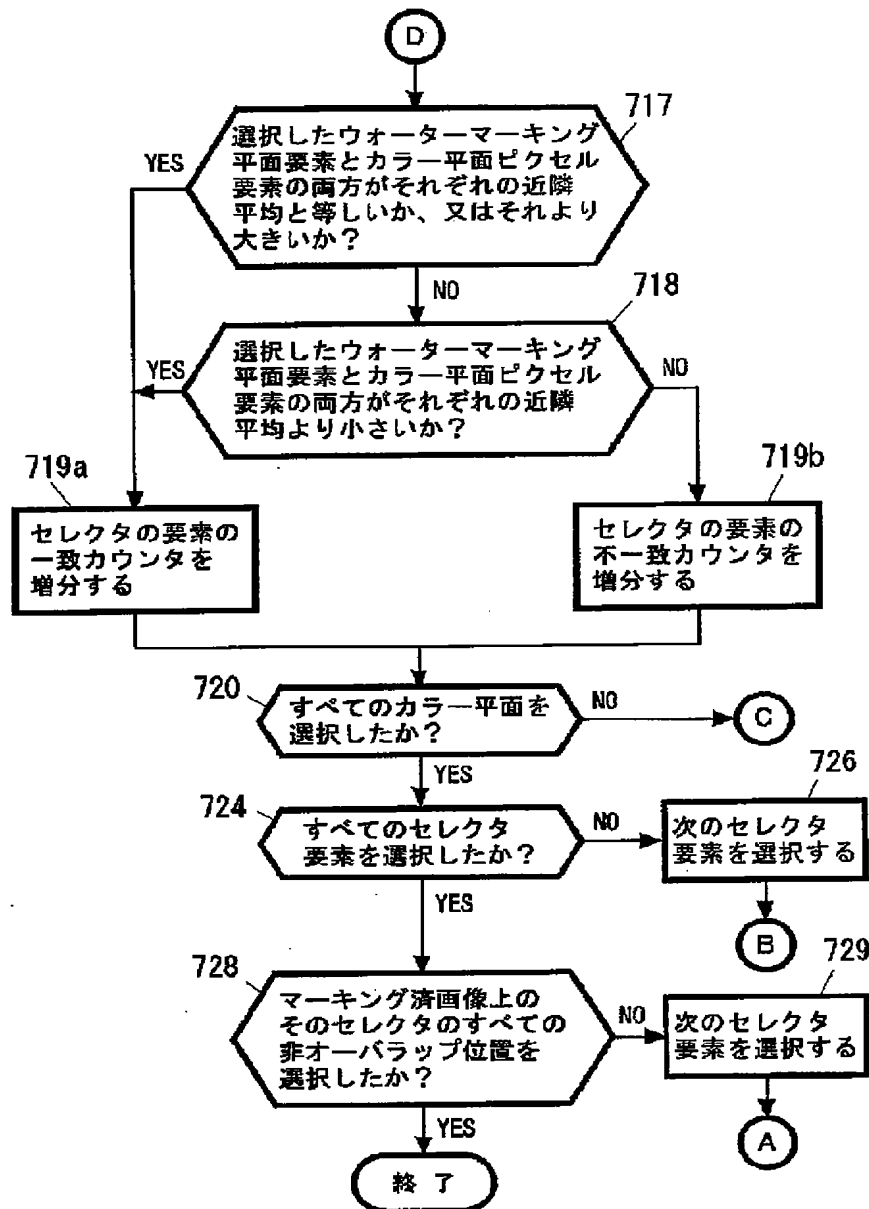 D
717
選択したウォーターマーキング
平面要素とカラー平面ピクセル
要素の両方がそれぞれの近隣
平均と等しいか、又はそれより
大きいか？
YES
NO
718
選択したウォーターマーキング
平面要素とカラー平面ピクセル
要素の両方がそれぞれの近隣
平均より小さいか？
YES
NO
719a
セレクタの要素の
一致カウンタを
増分する
719b
セレクタの要素の
不一致カウンタを
増分する
720
すべてのカラー平面を
選択したか？
NO
C
YES
724
すべてのセレクタ
要素を選択したか？
NO
726
次のセレクタ
要素を選択する
B
YES
728
マーキング済画像上の
そのセレクタのすべての
非オーバラップ位置を
選択したか？
NO
729
次のセレクタ
要素を選択する
A
YES
終了